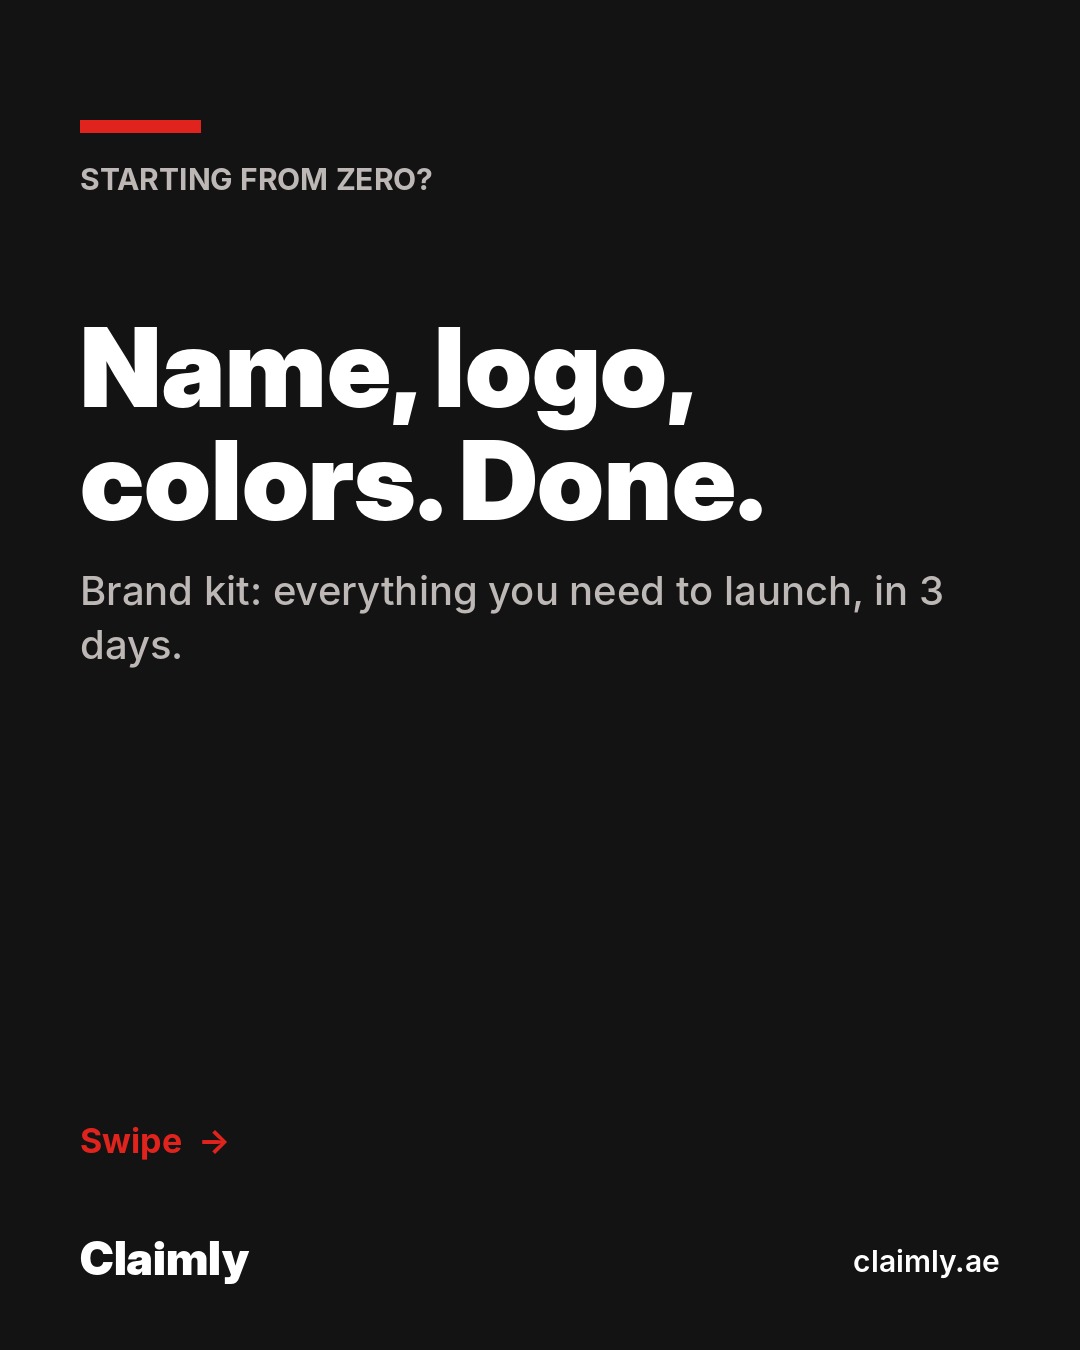 STARTING FROM ZERO?
Name, logo,
colors. Done.
Brand kit: everything you need to launch, in 3
days.
Swipe →
Claimly
claimly.ae